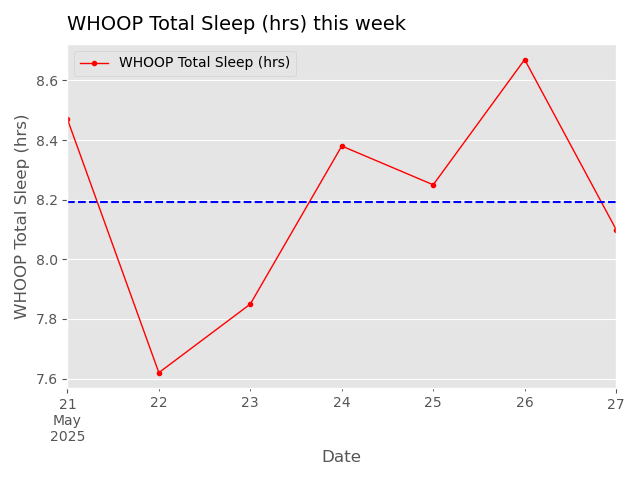 WHOOP Total Sleep (hrs) this week
WHOOP Total Sleep (hrs)
WHOOP Total Sleep (hrs)
8.6
8.4
8.2
8.0
7.8
7.6
21 22 23 24 25 26 27
May
2025
Date